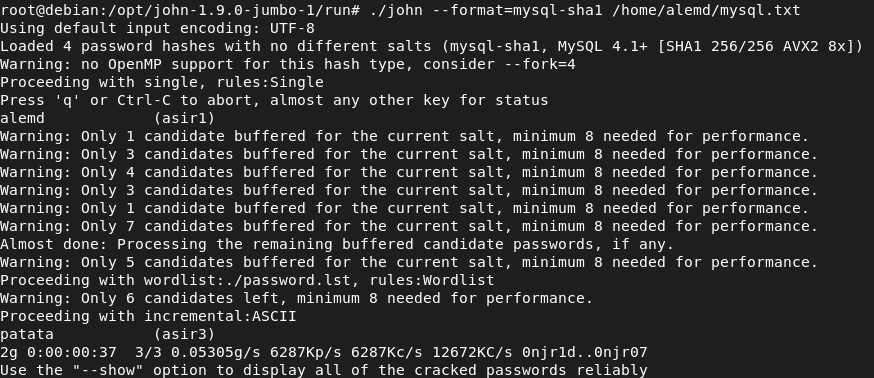 root@debian:/opt/john-1.9.0-jumbo-1/run# ./john --format=mysql-sha1 /home/alemd/mysql.txt
Using default input encoding: UTF-8
Loaded 4 password hashes with no different salts (mysql-sha1, MySQL 4.1+ [SHA1 256/256 AVX2 8x])
Warning: no OpenMP support for this hash type, consider --fork=4
Proceeding with single, rules:Single
Press 'q' or Ctrl-C to abort, almost any other key for status
alemd            (asir1)
Warning: Only 1 candidate buffered for the current salt, minimum 8 needed for performance.
Warning: Only 3 candidates buffered for the current salt, minimum 8 needed for performance.
Warning: Only 4 candidates buffered for the current salt, minimum 8 needed for performance.
Warning: Only 3 candidates buffered for the current salt, minimum 8 needed for performance.
Warning: Only 1 candidate buffered for the current salt, minimum 8 needed for performance.
Warning: Only 7 candidates buffered for the current salt, minimum 8 needed for performance.
Almost done: Processing the remaining buffered candidate passwords, if any.
Warning: Only 5 candidates buffered for the current salt, minimum 8 needed for performance.
Proceeding with wordlist:./password.lst, rules:Wordlist
Warning: Only 6 candidates left, minimum 8 needed for performance.
Proceeding with incremental:ASCII
patata           (asir3)
2g 0:00:00:37  3/3 0.05305g/s 6287Kp/s 6287Kc/s 12672KC/s 0njr1d..0njr07
Use the "--show" option to display all of the cracked passwords reliably